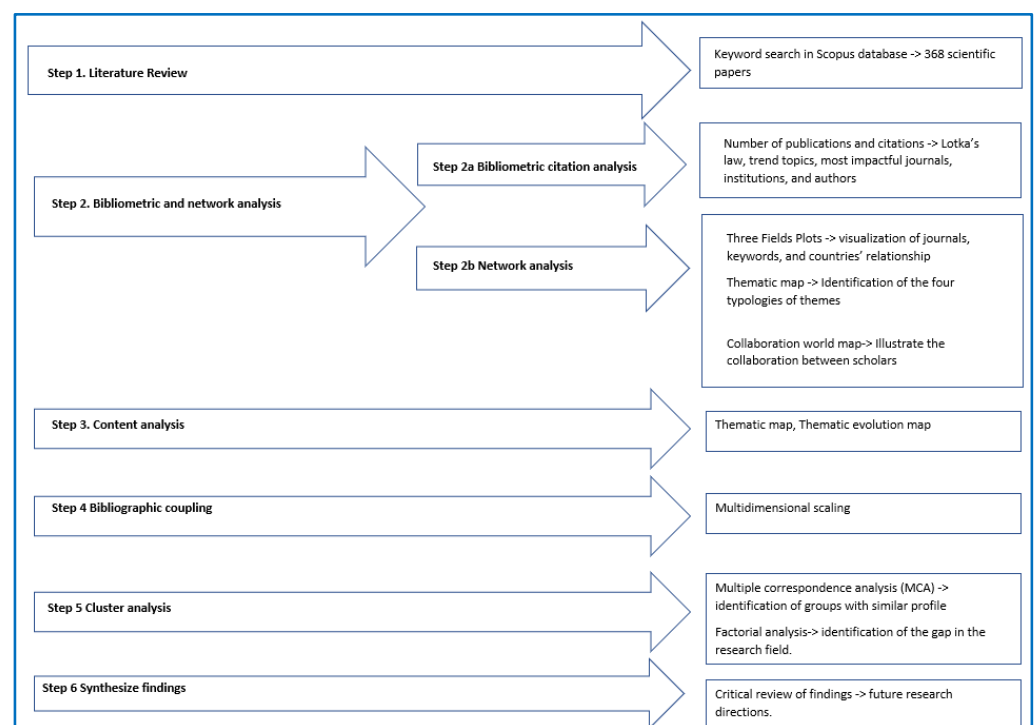 Step 1. Literature Review
Keyword search in Scopus database -> 368 scientific
papers
Step 2. Bibliometric and network analysis
Step 2a Bibliometric citation analysis
Number of publications and citations -> Lotka's
law, trend topics, most impactful journals,
institutions, and authors
Step 2b Network analysis
Three Fields Plots -> visualization of journals,
keywords, and countries' relationship
Thematic map -> Identification of the four
typologies of themes
Collaboration world map-> Illustrate the
collaboration between scholars
Step 3. Content analysis
Thematic map, Thematic evolution map
Step 4 Bibliographic coupling
Multidimensional scaling
Step 5 Cluster analysis
Multiple correspondence analysis (MCA) ->
identification of groups with similar profile
Factorial analysis-> identification of the gap in the
research field.
Step 6 Synthesize findings
Critical review of findings -> future research
directions.